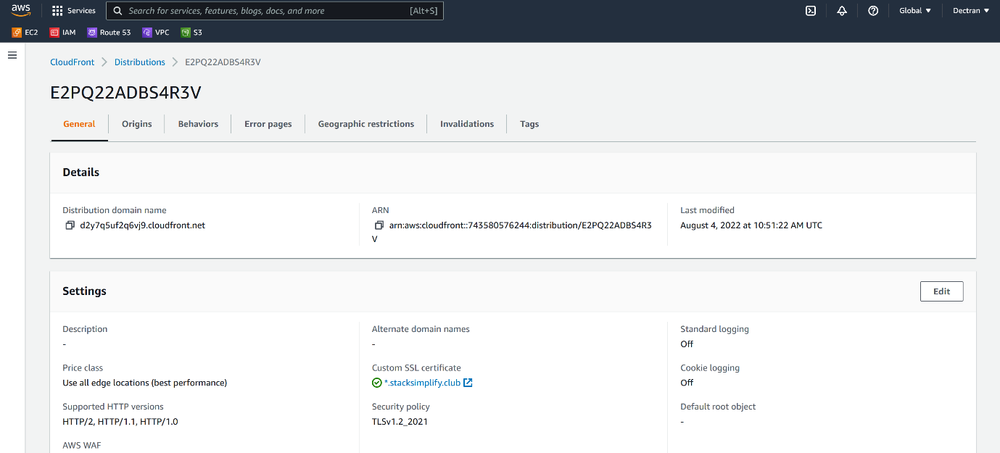 aws
Services
Search for services, features, blogs, docs, and more
[Alt+S]
Global ▼
Dectran ▼
EC2
IAM
Route 53
VPC
S3
CloudFront
Distributions
E2PQ22ADBS4R3V
E2PQ22ADBS4R3V
General
Origins
Behaviors
Error pages
Geographic restrictions
Invalidations
Tags
Details
Distribution domain name
d2y7q5uf2q6vj9.cloudfront.net
ARN
arn:aws:cloudfront::743580576244:distribution/E2PQ22ADBS4R3
V
Last modified
August 4, 2022 at 10:51:22 AM UTC
Settings
Edit
Description
-
Price class
Use all edge locations (best performance)
Supported HTTP versions
HTTP/2, HTTP/1.1, HTTP/1.0
AWS WAF
Alternate domain names
-
Custom SSL certificate
*.stacksimplify.club
Security policy
TLSv1.2_2021
Standard logging
Off
Cookie logging
Off
Default root object
-